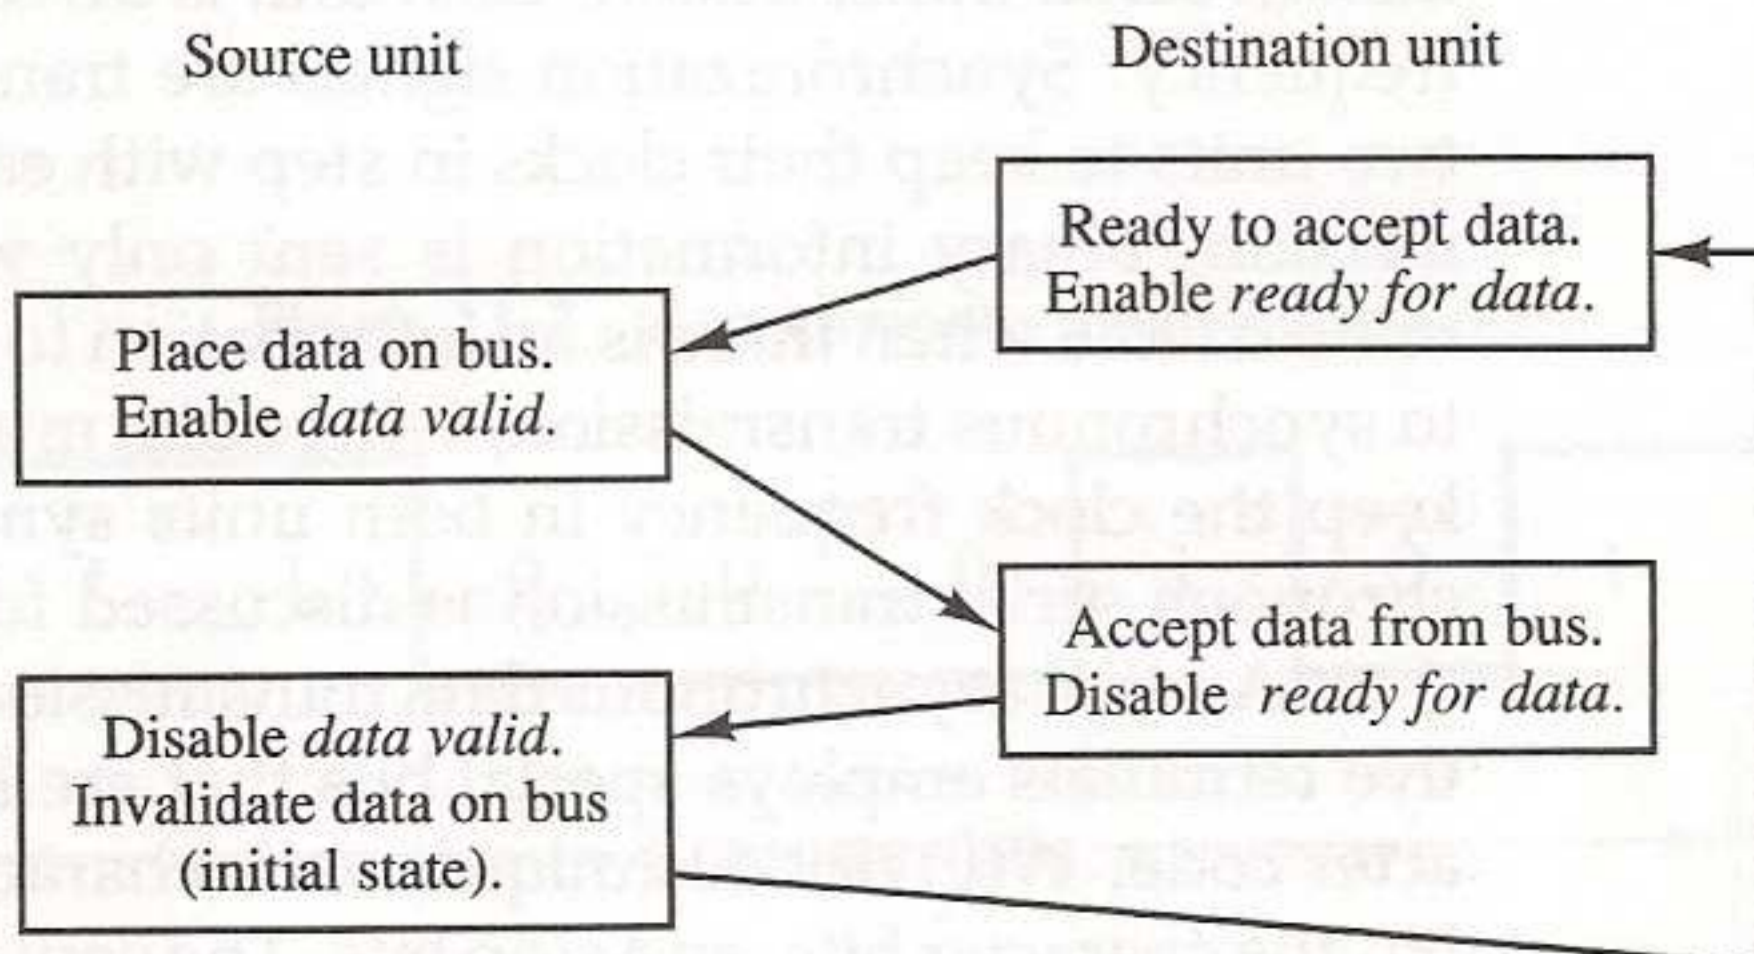 Source unit
Destination unit
Ready to accept data.
Enable ready for data.
Place data on bus.
Enable data valid.
Accept data from bus.
Disable ready for data.
Disable data valid.
Invalidate data on bus
(initial state).